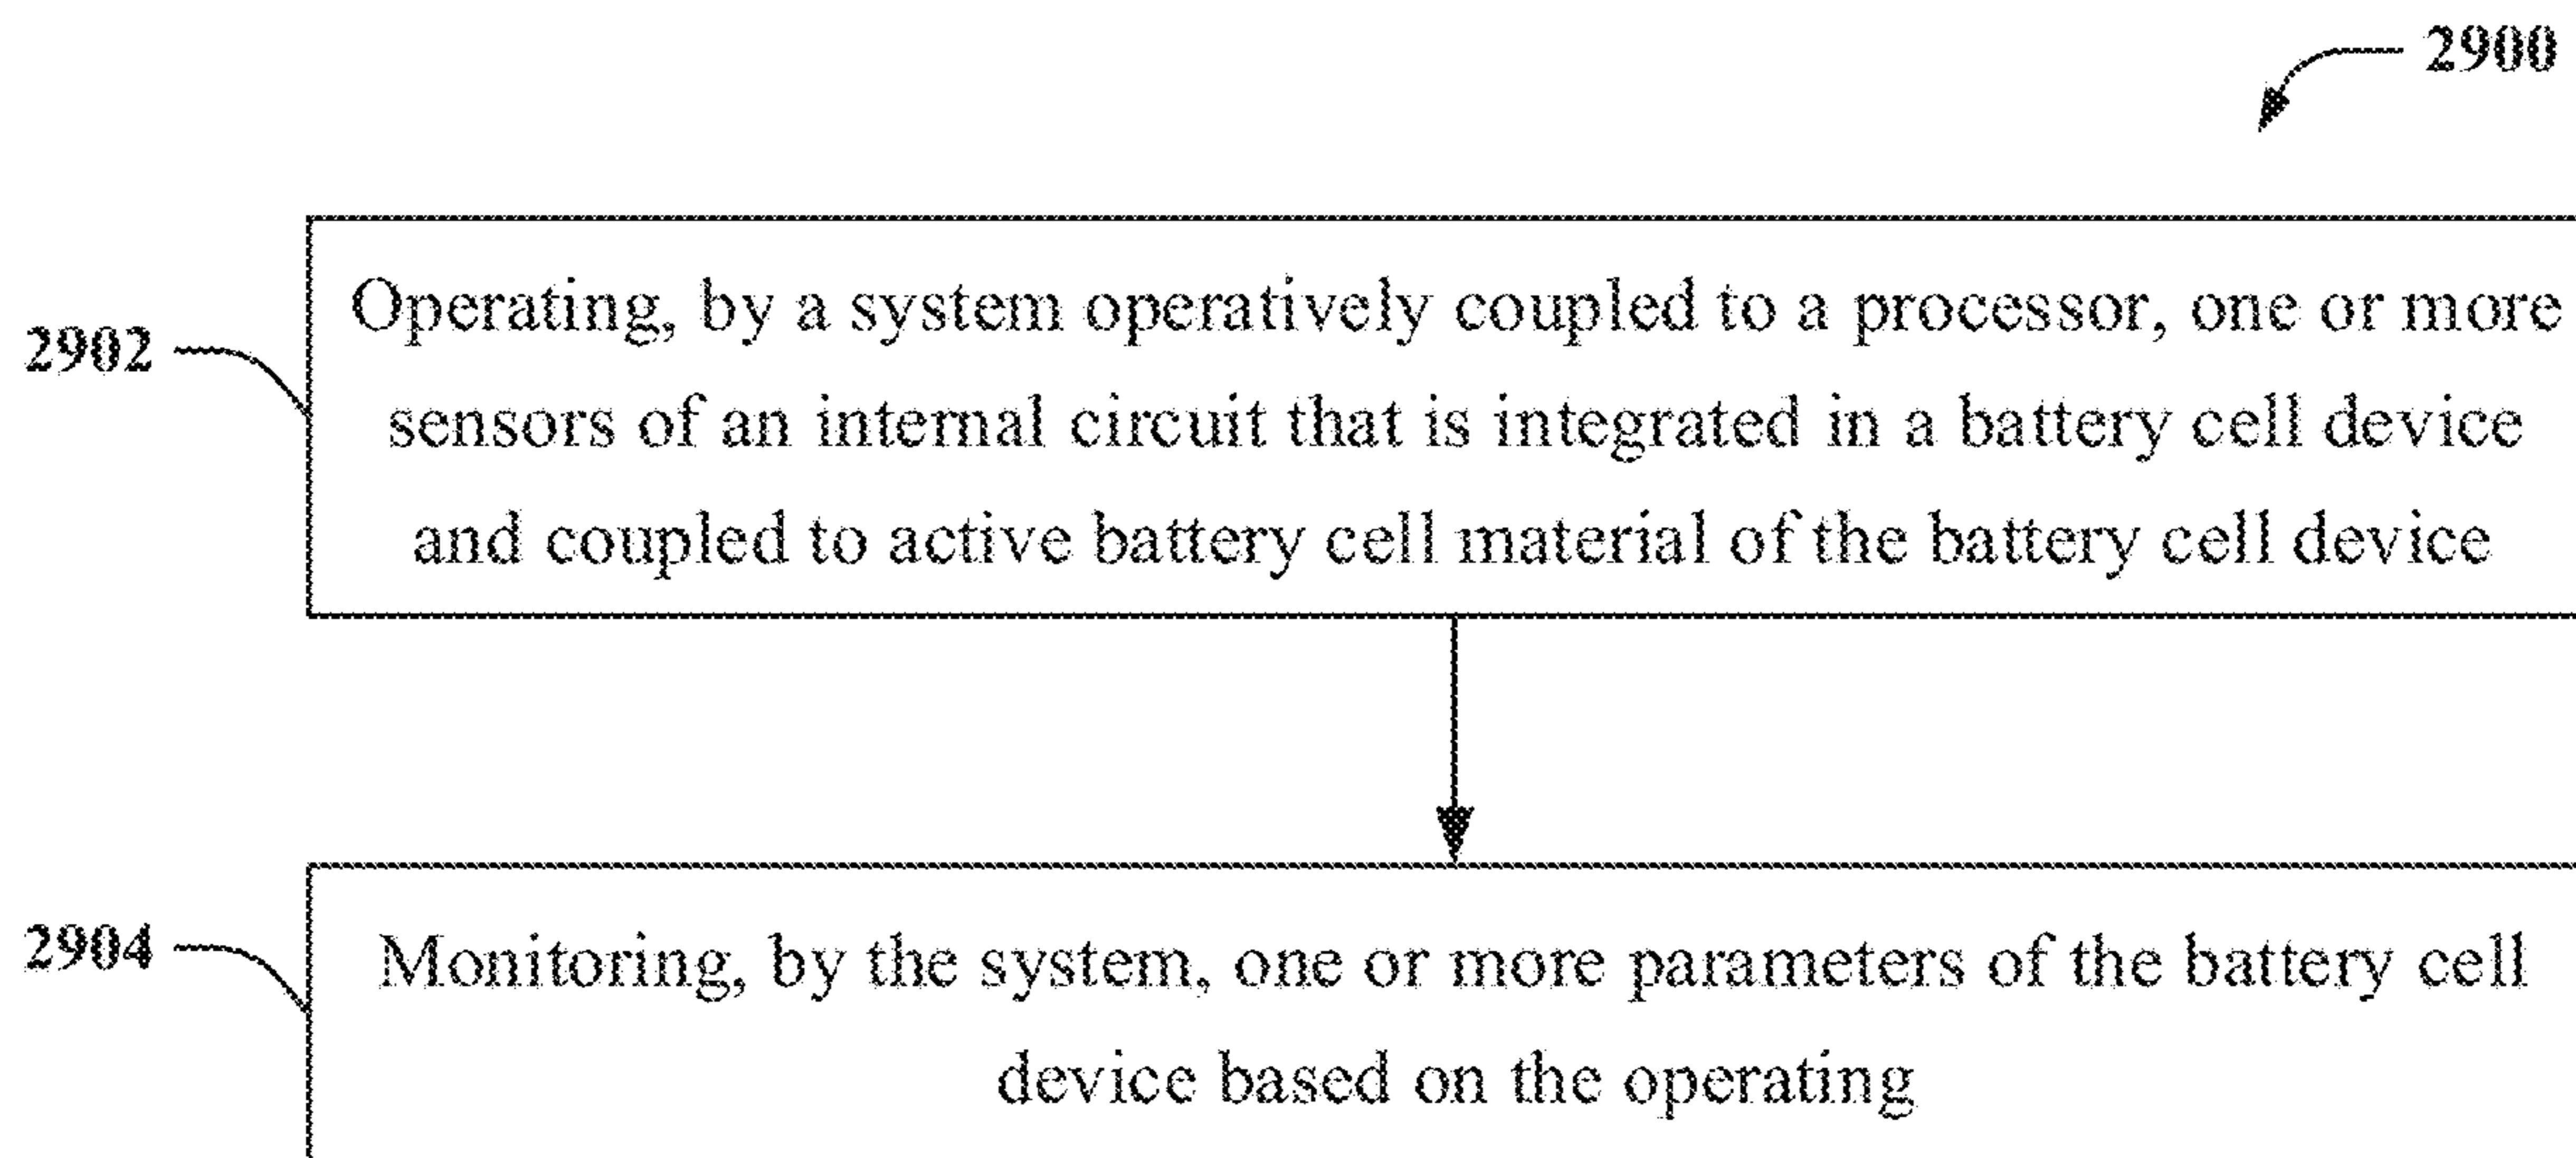 2900
2902
Operating, by a system operatively coupled to a processor, one or more
sensors of an internal circuit that is integrated in a battery cell device
and coupled to active battery cell material of the battery cell device
2904
Monitoring, by the system, one or more parameters of the battery cell
device based on the operating